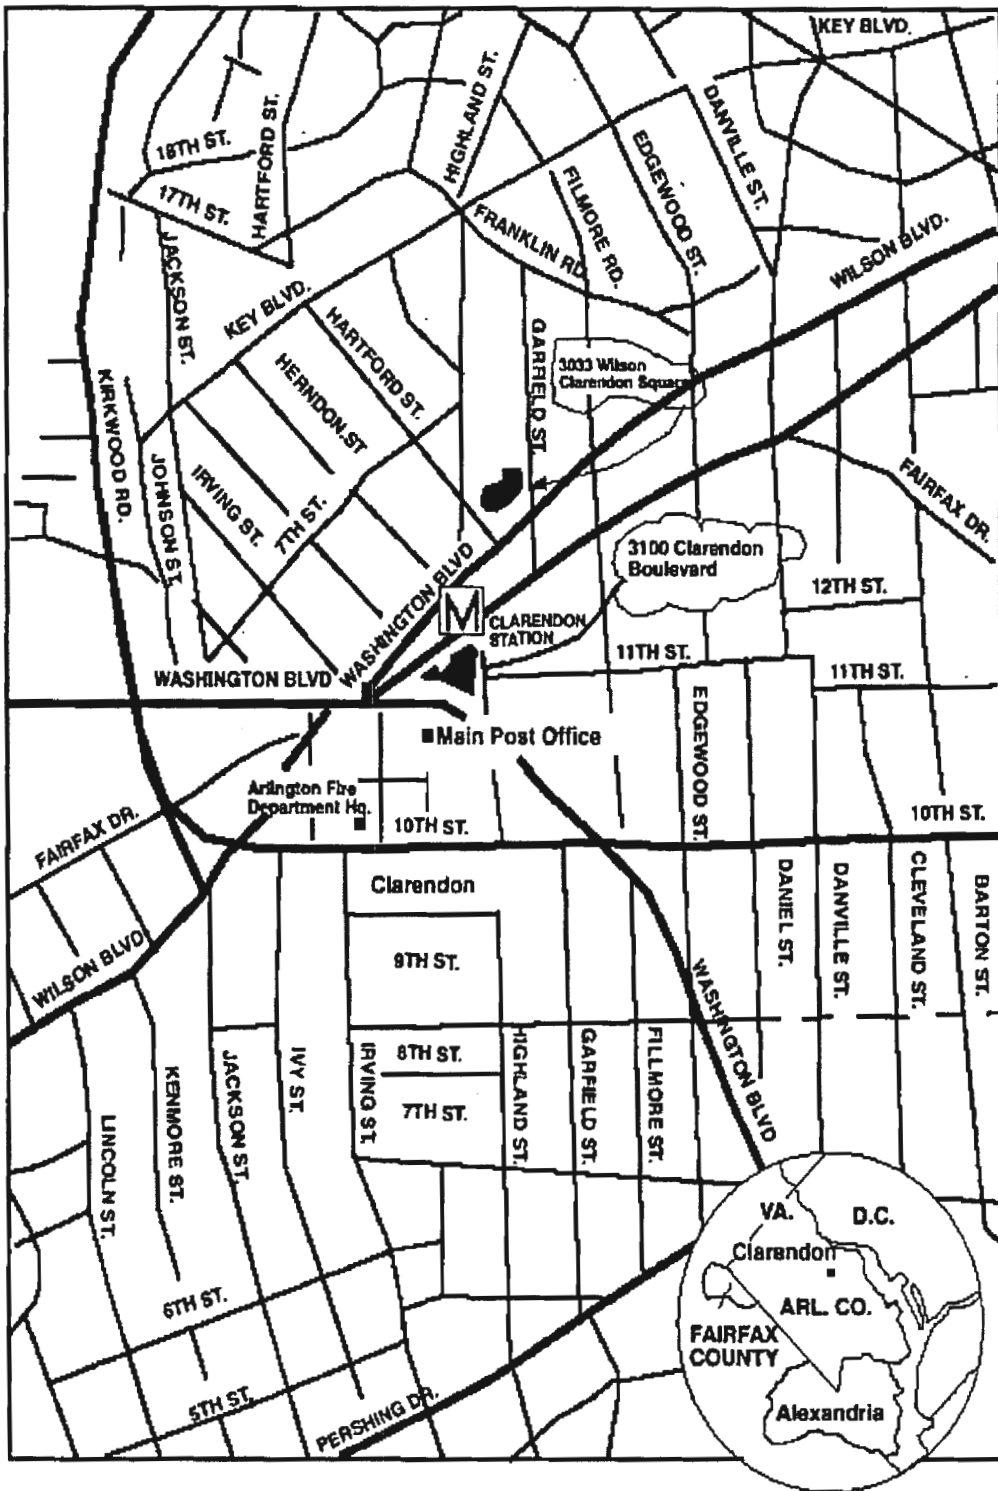 KEY BLVD.
HIGHLAND ST.
DANVILLE ST.
HARTFORD ST.
18TH ST.
EDGEWOOD ST.
FILMORE RD.
17TH ST.
FRANKLIN RD.
WILSON BLVD.
JACKSON ST.
KEY BLVD.
HARTFORD ST.
GARFIELD ST.
3033 Wilson
Clarendon Square
HERNDON ST
KIRKWOOD RD.
JOHNSON ST.
IRVING ST.
7TH ST.
FAIRFAX DR.
WASHINGTON BLVD
3100 Clarendon
Boulevard
12TH ST.
M
CLARENDON
STATION
11TH ST.
11TH ST.
WASHINGTON BLVD
EDGEWOOD ST.
Main Post Office
Arlington Fire
Department Hq.
10TH ST.
10TH ST.
FAIRFAX DR.
Clarendon
DANIEL ST.
DANVILLE ST.
CLEVELAND ST.
BARTON ST.
9TH ST.
WILSON BLVD
WASHINGTON BLVD
8TH ST.
7TH ST.
LINCOLN ST.
KENMORE ST.
JACKSON ST.
IVY ST.
IRVING ST.
HIGHLAND ST.
GARFIELD ST.
FILLMORE ST.
6TH ST.
5TH ST.
PERSHING DR.
VA.
D.C.
Clarendon
ARL. CO.
FAIRFAX
COUNTY
Alexandria